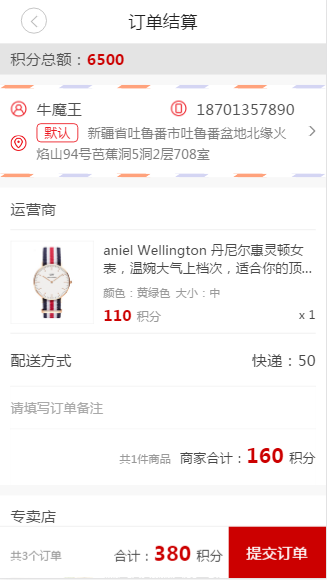 订单结算
积分总额：6500
牛魔王 18701357890
默认 新疆省吐鲁番市吐鲁番盆地北缘火
焰山94号芭蕉洞5洞2层708室
运营商
aniel Wellington 丹尼尔惠灵顿女
表，温婉大气上档次，适合你的顶...
颜色：黄绿色 大小：中
110 积分 x 1
配送方式 快递：50
请填写订单备注
共1件商品 商家合计：160 积分
专卖店
共3个订单 合计：380 积分 提交订单